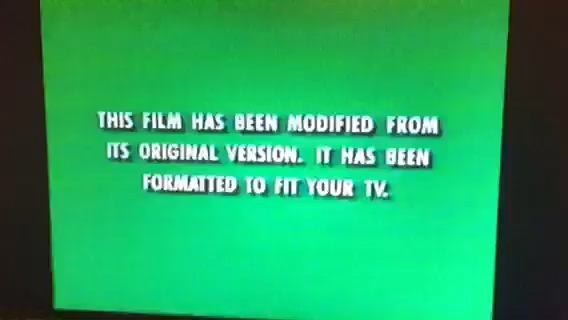 THIS FILM HAS BEEN MODIFIED FROM
ITS ORIGINAL VERSION. IT HAS BEEN
FORMATTED TO FIT YOUR TV.